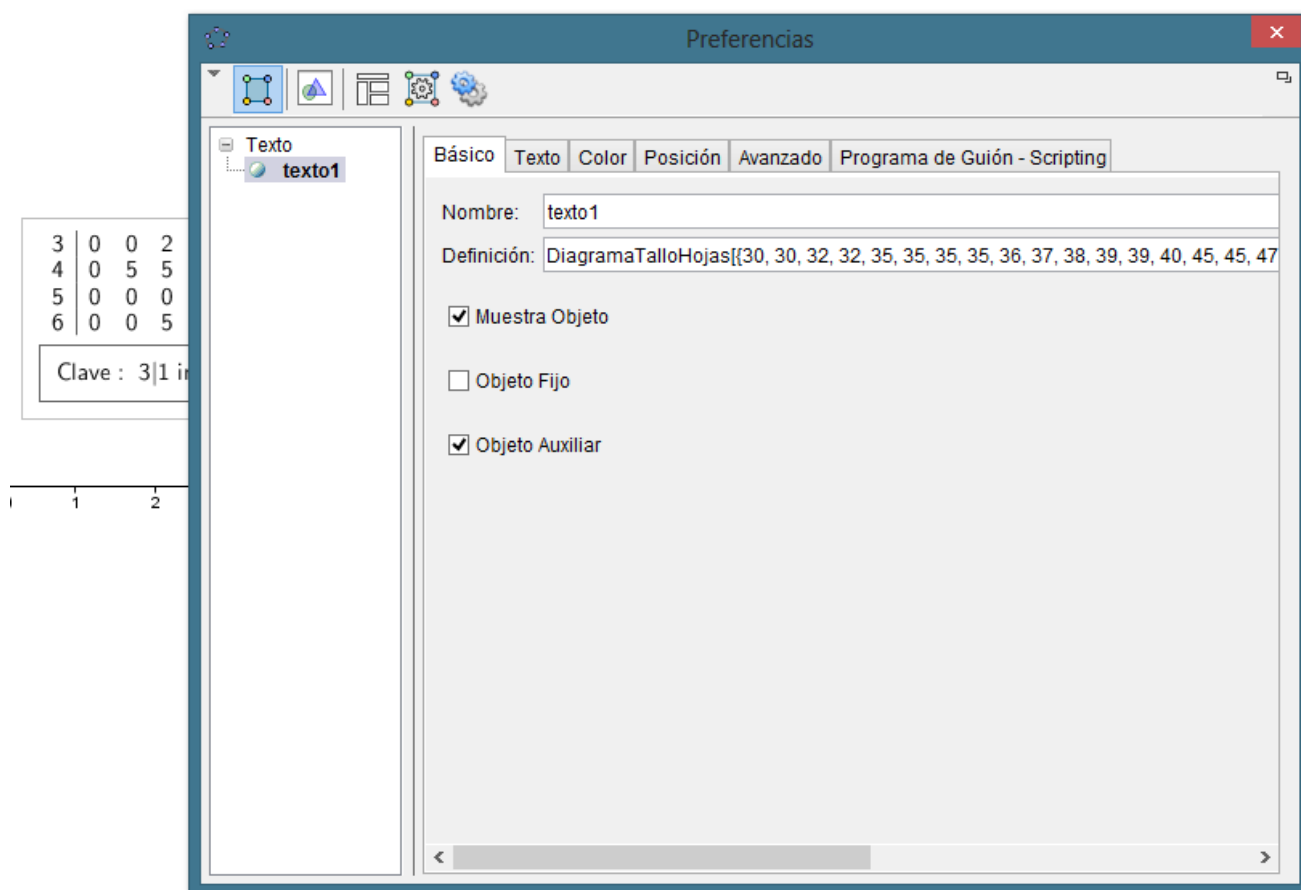 Preferencias
Texto
texto1
Básico Texto Color Posición Avanzado Programa de Guión - Scripting
Nombre: texto1
Definición: DiagramaTalloHojas[{30, 30, 32, 32, 35, 35, 35, 35, 36, 37, 38, 39, 39, 40, 45, 45, 47
Muestra Objeto
Objeto Fijo
Objeto Auxiliar
3 | 0 0 2
4 | 0 5 5
5 | 0 0 0
6 | 0 0 5
Clave : 3|1
1 2